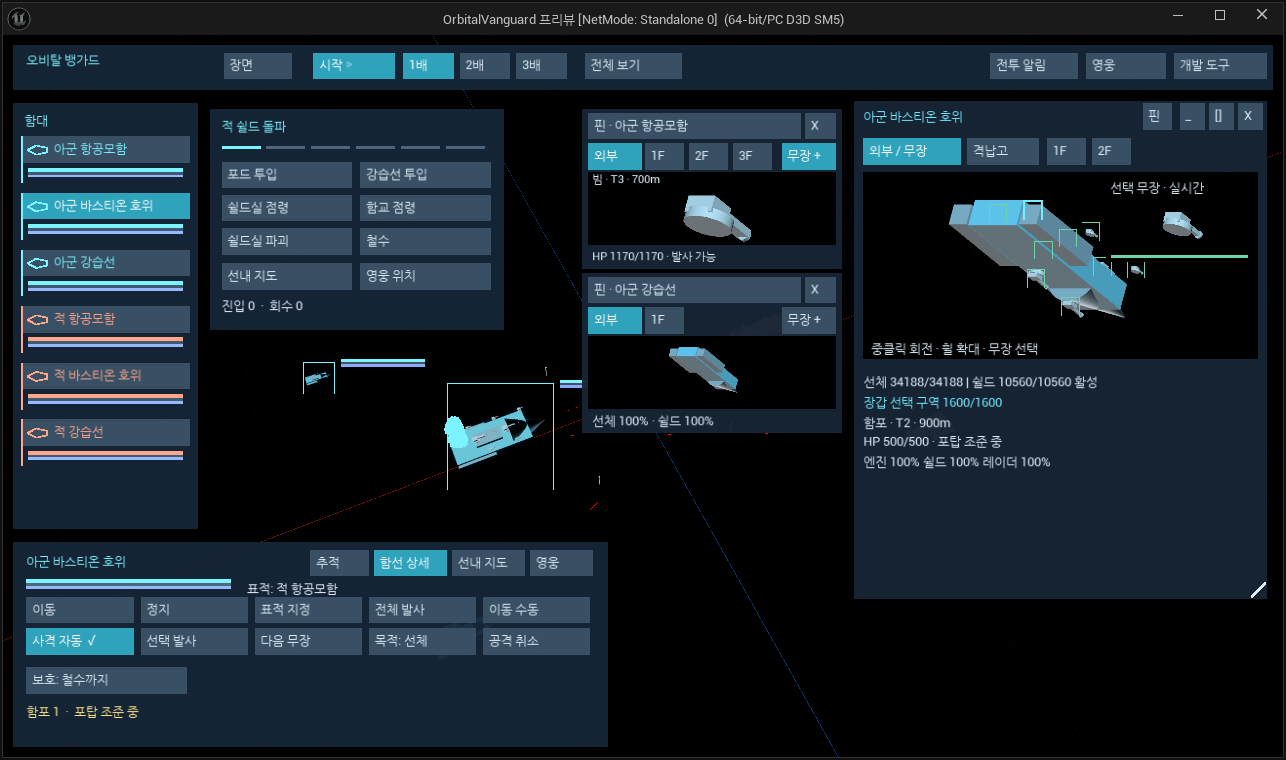 OrbitalVanguard 프리뷰 [NetMode: Standalone 0] (64-bit/PC D3D SM5)
오비탈 뱅가드
장면
시작 ▷
1배
2배
3배
전체 보기
전투 알림
영웅
개발 도구
함대
아군 항공모함
아군 바스티온 호위
아군 강습선
적 항공모함
적 바스티온 호위
적 강습선
적 쉴드 돌파
포드 투입
강습선 투입
쉴드실 점령
함교 점령
쉴드실 파괴
철수
선내 지도
영웅 위치
진입 0 · 회수 0
핀 · 아군 항공모함
X
외부
1F
2F
3F
무장 +
빔 · T3 · 700m
HP 1170/1170 · 발사 가능
핀 · 아군 강습선
X
외부
1F
무장 +
선체 100% · 쉴드 100%
아군 바스티온 호위
핀
_
[]
X
외부 / 무장
격납고
1F
2F
선택 무장 · 실시간
중클릭 회전 · 휠 확대 · 무장 선택
선체 34188/34188 | 쉴드 10560/10560 활성
장갑 선택 구역 1600/1600
함포 · T2 · 900m
HP 500/500 · 포탑 조준 중
엔진 100% 쉴드 100% 레이더 100%
아군 바스티온 호위
추적
함선 상세
선내 지도
영웅
표적: 적 항공모함
이동
정지
표적 지정
전체 발사
이동 수동
사격 자동 √
선택 발사
다음 무장
목적: 선체
공격 취소
보호: 철수까지
함포 1 · 포탑 조준 중